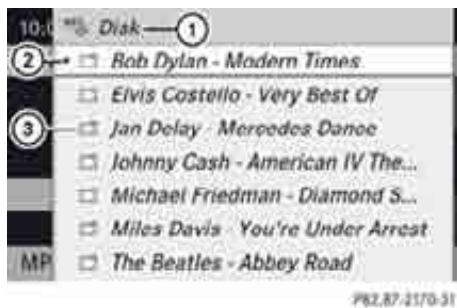 10:0
Disk
1
2
Bob Dylan - Modern Times
Elvis Costello - Very Best Of
3
Jan Delay - Mercedes Dance
Johnny Cash - American IV The...
Michael Friedman - Diamond S...
Miles Davis - You're Under Arrest
MP
The Beatles - Abbey Road
P82.87-2170-31